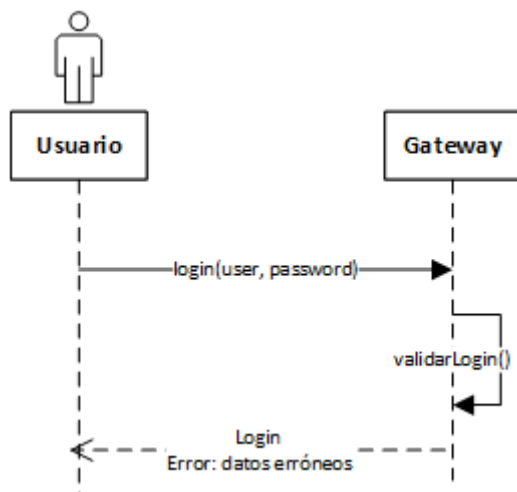 Usuario
Gateway
login(user, password)
validarLogin()
Login
Error: datos erróneos